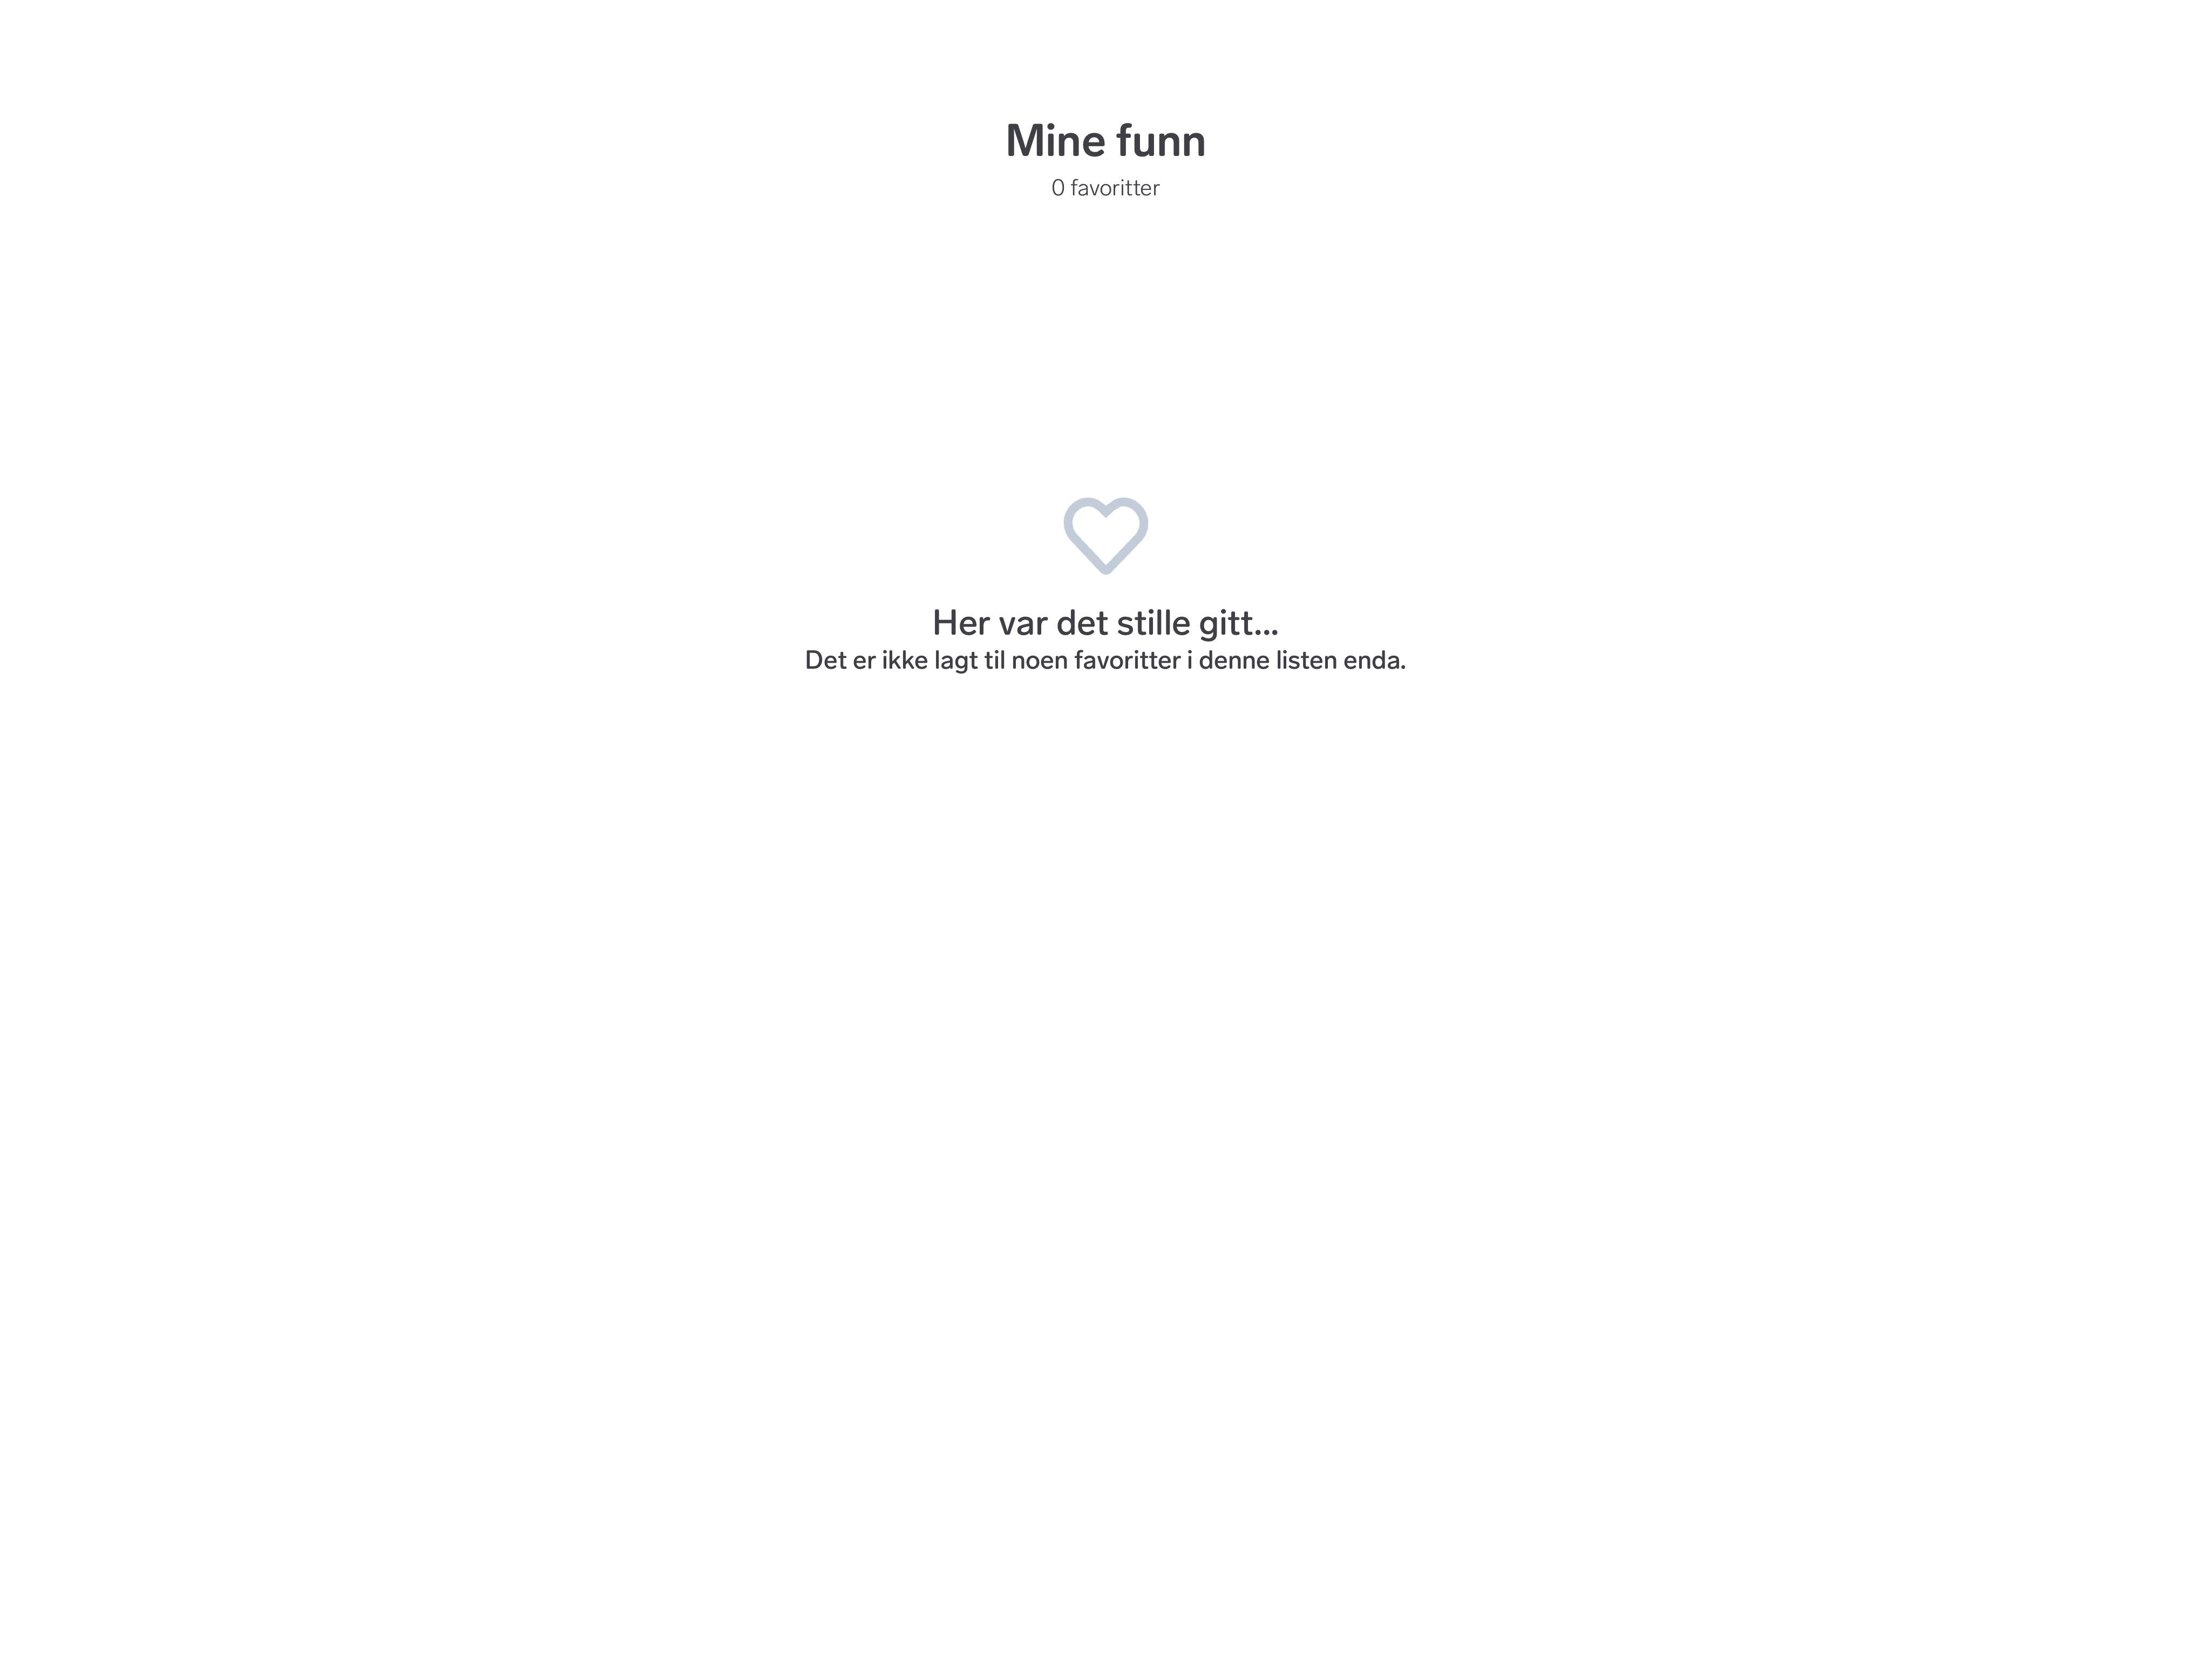 Mine funn
0 favoritter
Her var det stille gitt...
Det er ikke lagt til noen favoritter i denne listen enda.